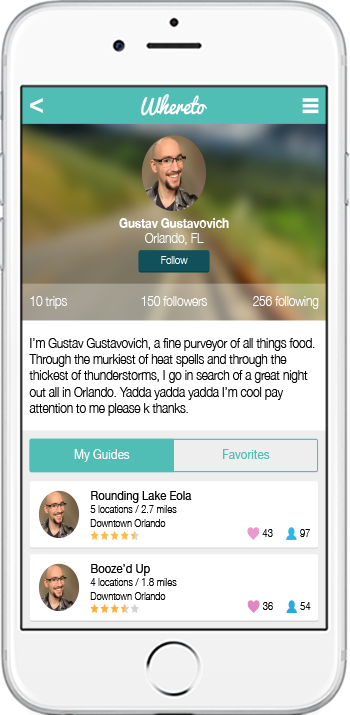 <
Whereto
Gustav Gustavovich
Orlando, FL
Follow
10 trips 150 followers 256 following
I'm Gustav Gustavovich, a fine purveyor of all things food.
Through the murkiest of heat spells and through the
thickest of thunderstorms, I go in search of a great night
out all in Orlando. Yadda yadda yadda I'm cool pay
attention to me please k thanks.
My Guides Favorites
Rounding Lake Eola
5 locations / 2.7 miles
Downtown Orlando
43 97
Booze'd Up
4 locations / 1.8 miles
Downtown Orlando
36 54